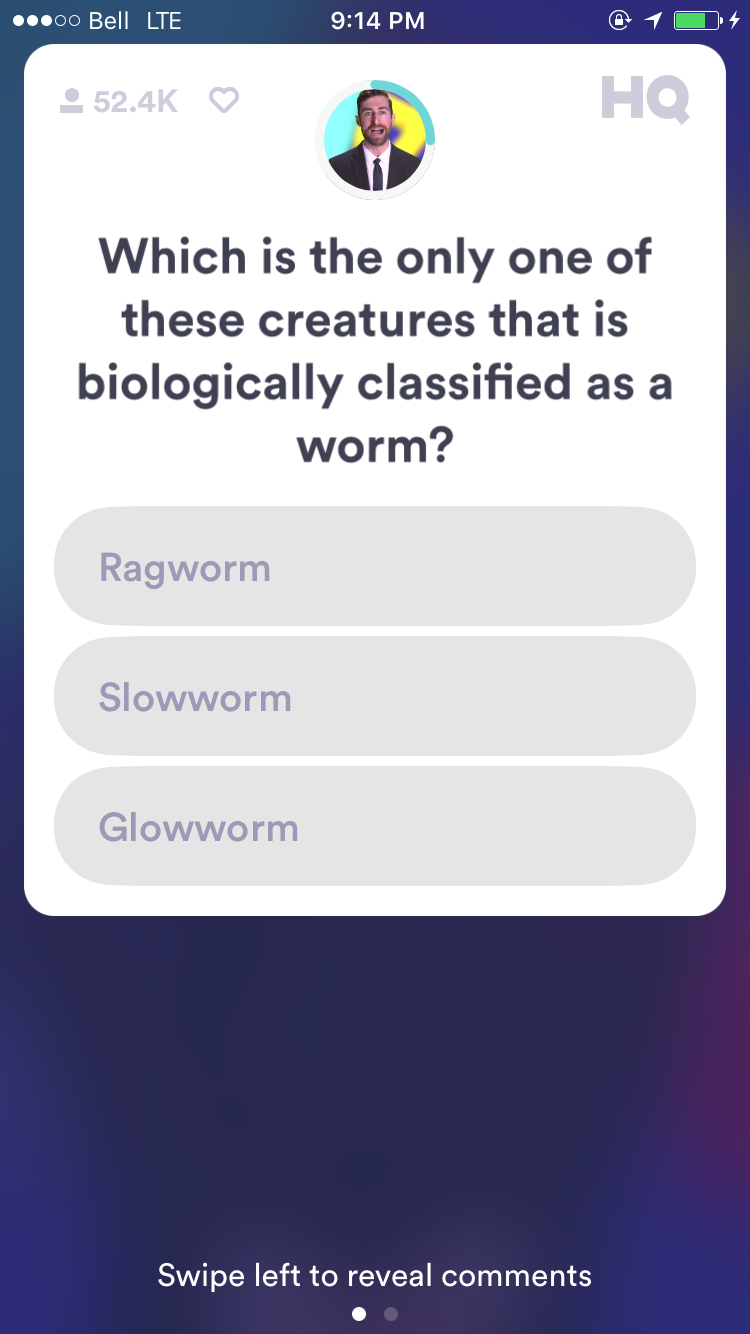 Bell LTE 9:14 PM
52.4K HQ
Which is the only one of
these creatures that is
biologically classified as a
worm?
Ragworm
Slowworm
Glowworm
Swipe left to reveal comments